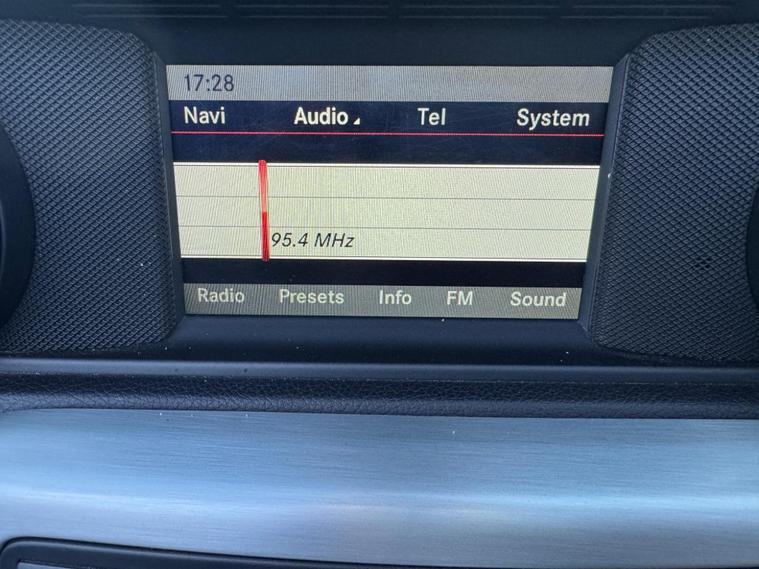 17:28
Navi Audio Tel System
95.4 MHz
Radio Presets Info FM Sound